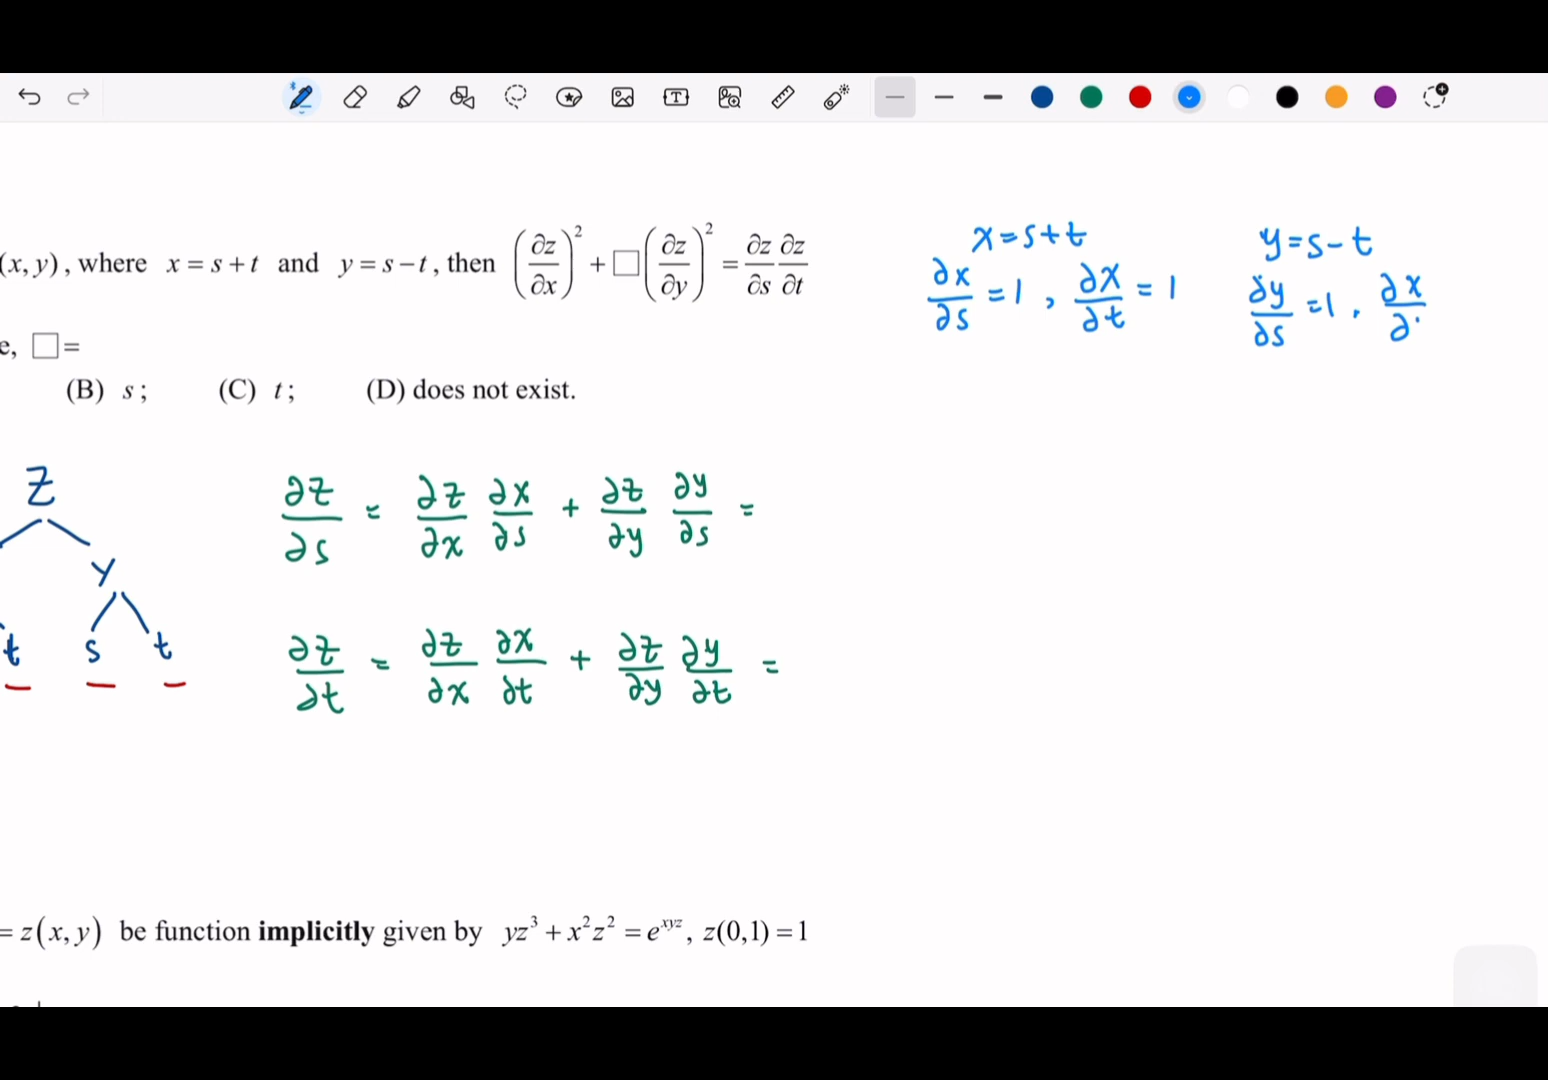 (x, y), where x = s + t and y = s − t, then (∂z/∂x)² + □(∂z/∂y)² = ∂z/∂s ∂z/∂t
x = s + t
∂x/∂s = 1, ∂x/∂t = 1
y = s − t
∂y/∂s = 1, ∂x/∂
e, □ =
(B) s; (C) t; (D) does not exist.
z
y
t s t
∂z/∂s = ∂z/∂x ∂x/∂s + ∂z/∂y ∂y/∂s =
∂z/∂t = ∂z/∂x ∂x/∂t + ∂z/∂y ∂y/∂t =
= z(x, y) be function implicitly given by yz³ + x²z² = e^{xyz}, z(0,1) = 1